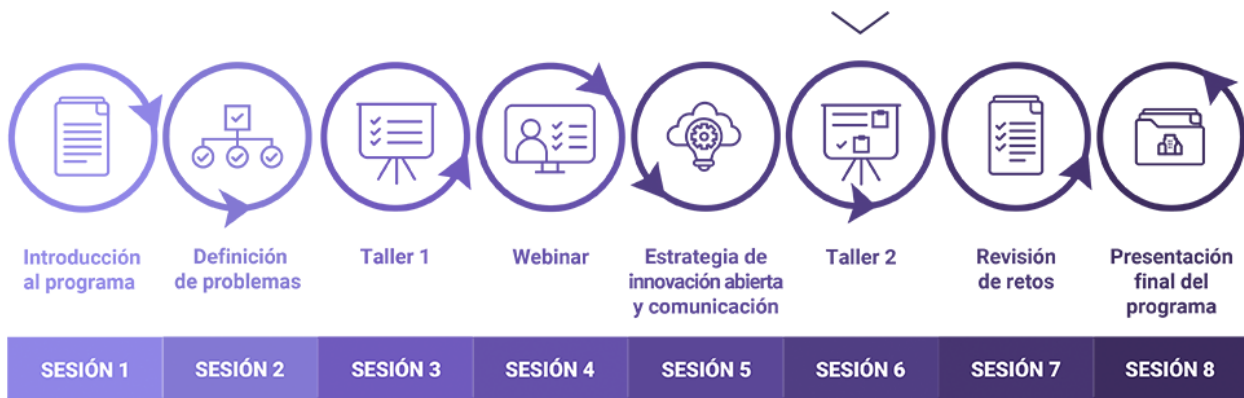 Introducción
al programa
Definición
de problemas
Taller 1
Webinar
Estrategia de
innovación abierta
y comunicación
Taller 2
Revisión
de retos
Presentación
final del
programa
SESIÓN 1
SESIÓN 2
SESIÓN 3
SESIÓN 4
SESIÓN 5
SESIÓN 6
SESIÓN 7
SESIÓN 8